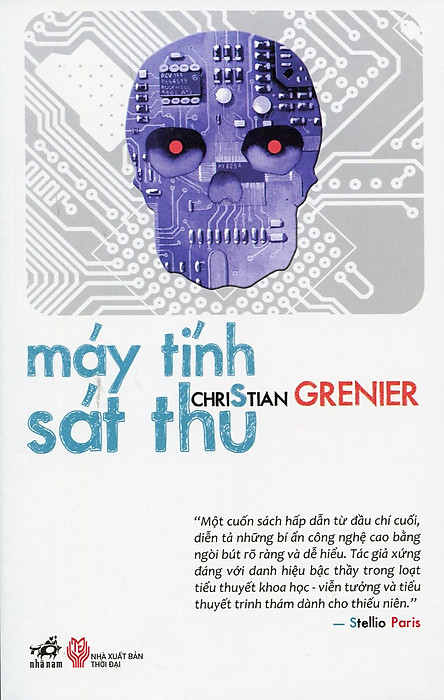 máy tính
sát thủ
CHRISTIAN GRENIER
“Một cuốn sách hấp dẫn từ đầu chí cuối,
diễn tả những bí ẩn công nghệ cao bằng
ngòi bút rõ ràng và dễ hiểu. Tác giả xứng
đáng với danh hiệu bậc thầy trong loạt
tiểu thuyết khoa học - viễn tưởng và tiểu
thuyết trinh thám dành cho thiếu niên.”
— Stellio Paris
nhã nam
NHÀ XUẤT BẢN
THỜI ĐẠI